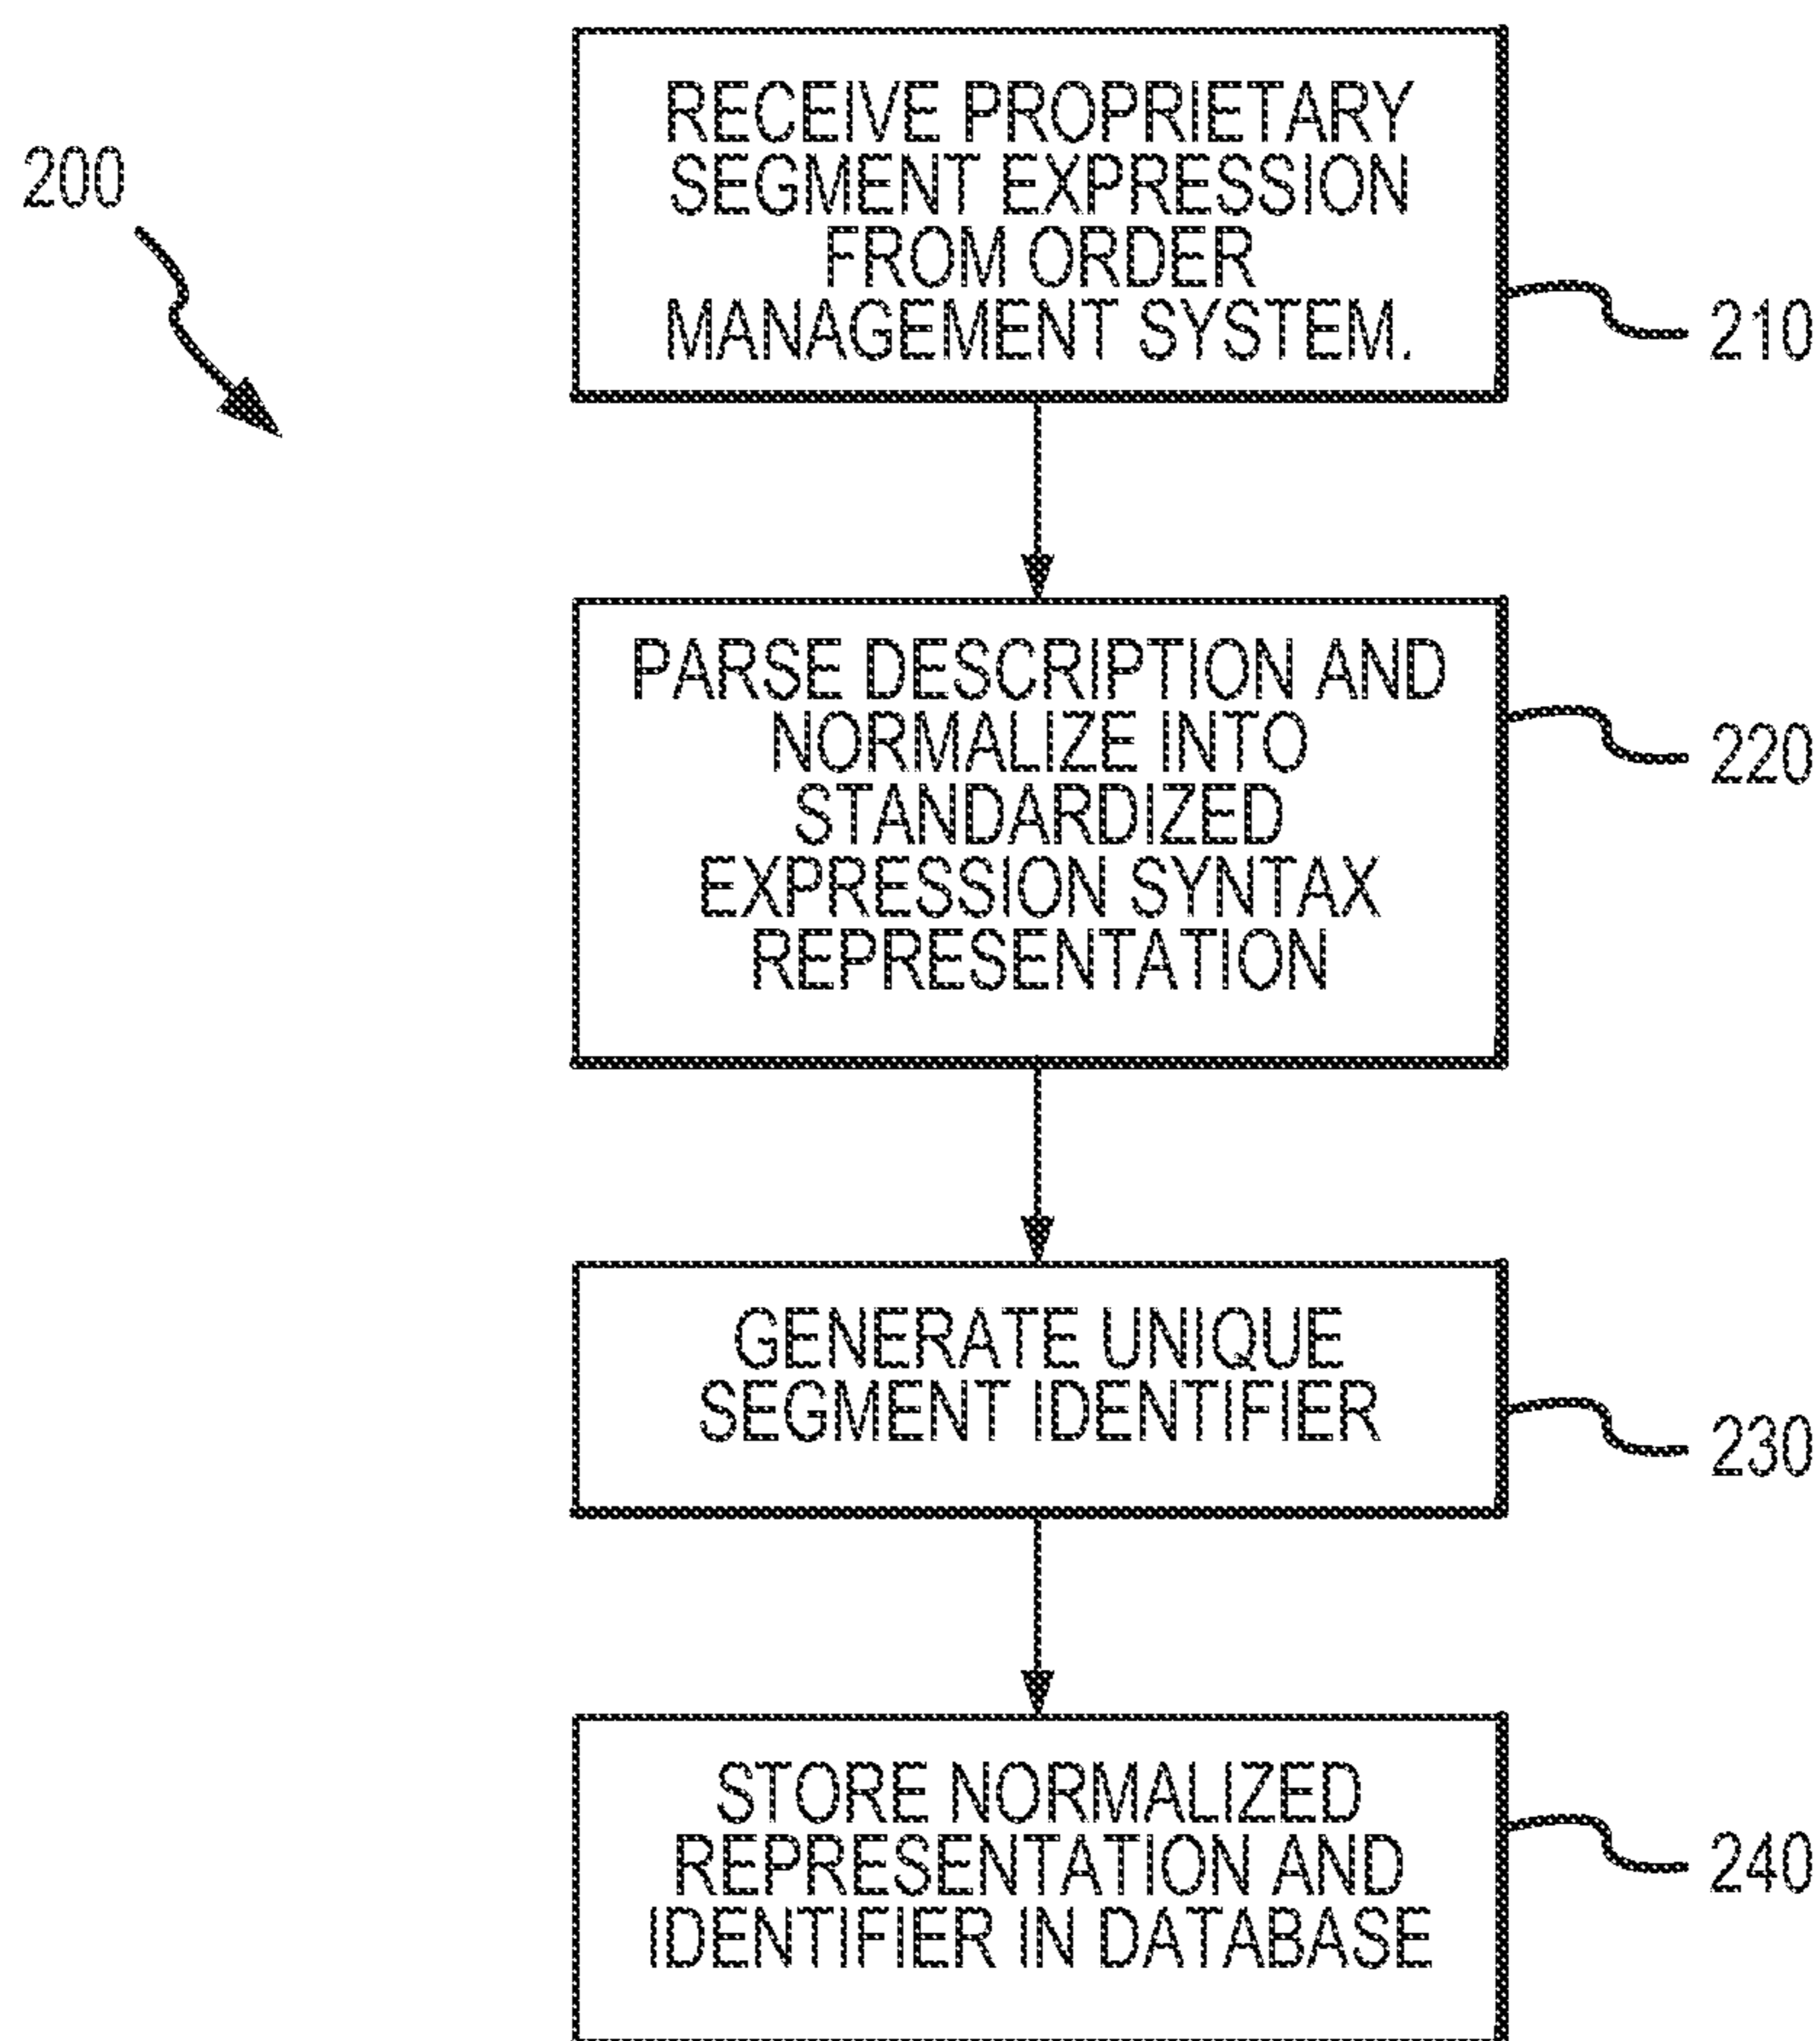 200
RECEIVE PROPRIETARY
SEGMENT EXPRESSION
FROM ORDER
MANAGEMENT SYSTEM.
210
PARSE DESCRIPTION AND
NORMALIZE INTO
STANDARDIZED
EXPRESSION SYNTAX
REPRESENTATION
220
GENERATE UNIQUE
SEGMENT IDENTIFIER
230
STORE NORMALIZED
REPRESENTATION AND
IDENTIFIER IN DATABASE
240